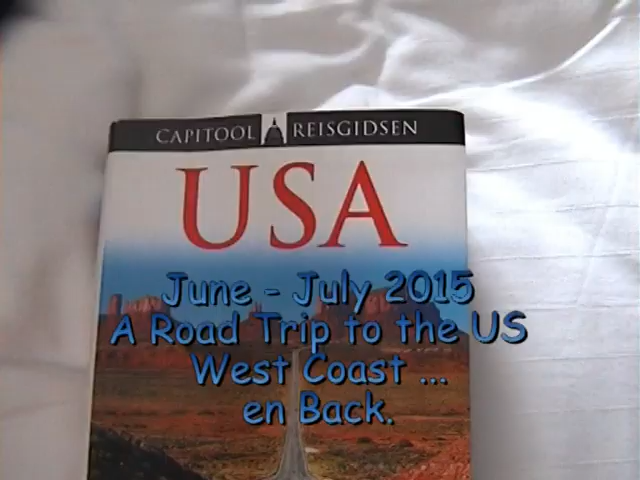 CAPITOOL REISGIDSEN
USA
June - July 2015
A Road Trip to the US
West Coast ...
en Back.